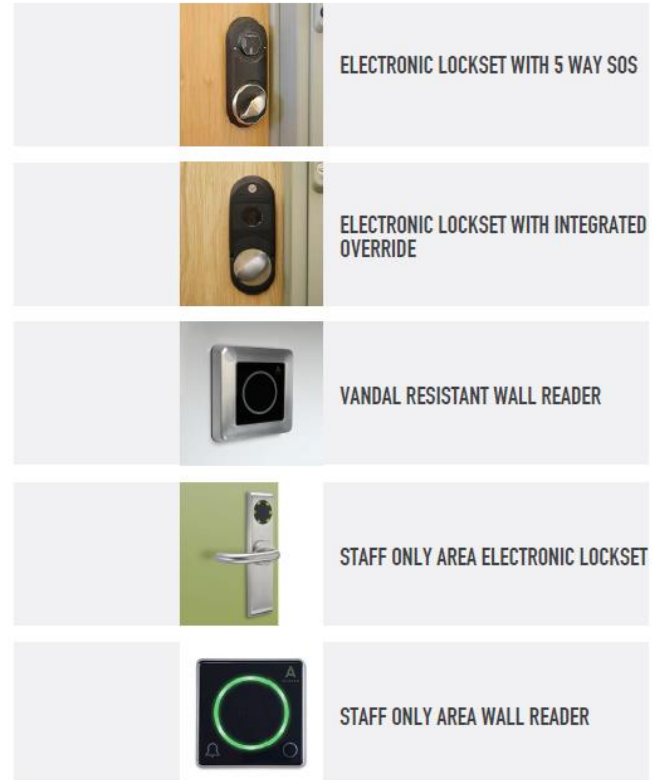 ELECTRONIC LOCKSET WITH 5 WAY SOS
ELECTRONIC LOCKSET WITH INTEGRATED
OVERRIDE
VANDAL RESISTANT WALL READER
STAFF ONLY AREA ELECTRONIC LOCKSET
A
STAFF ONLY AREA WALL READER